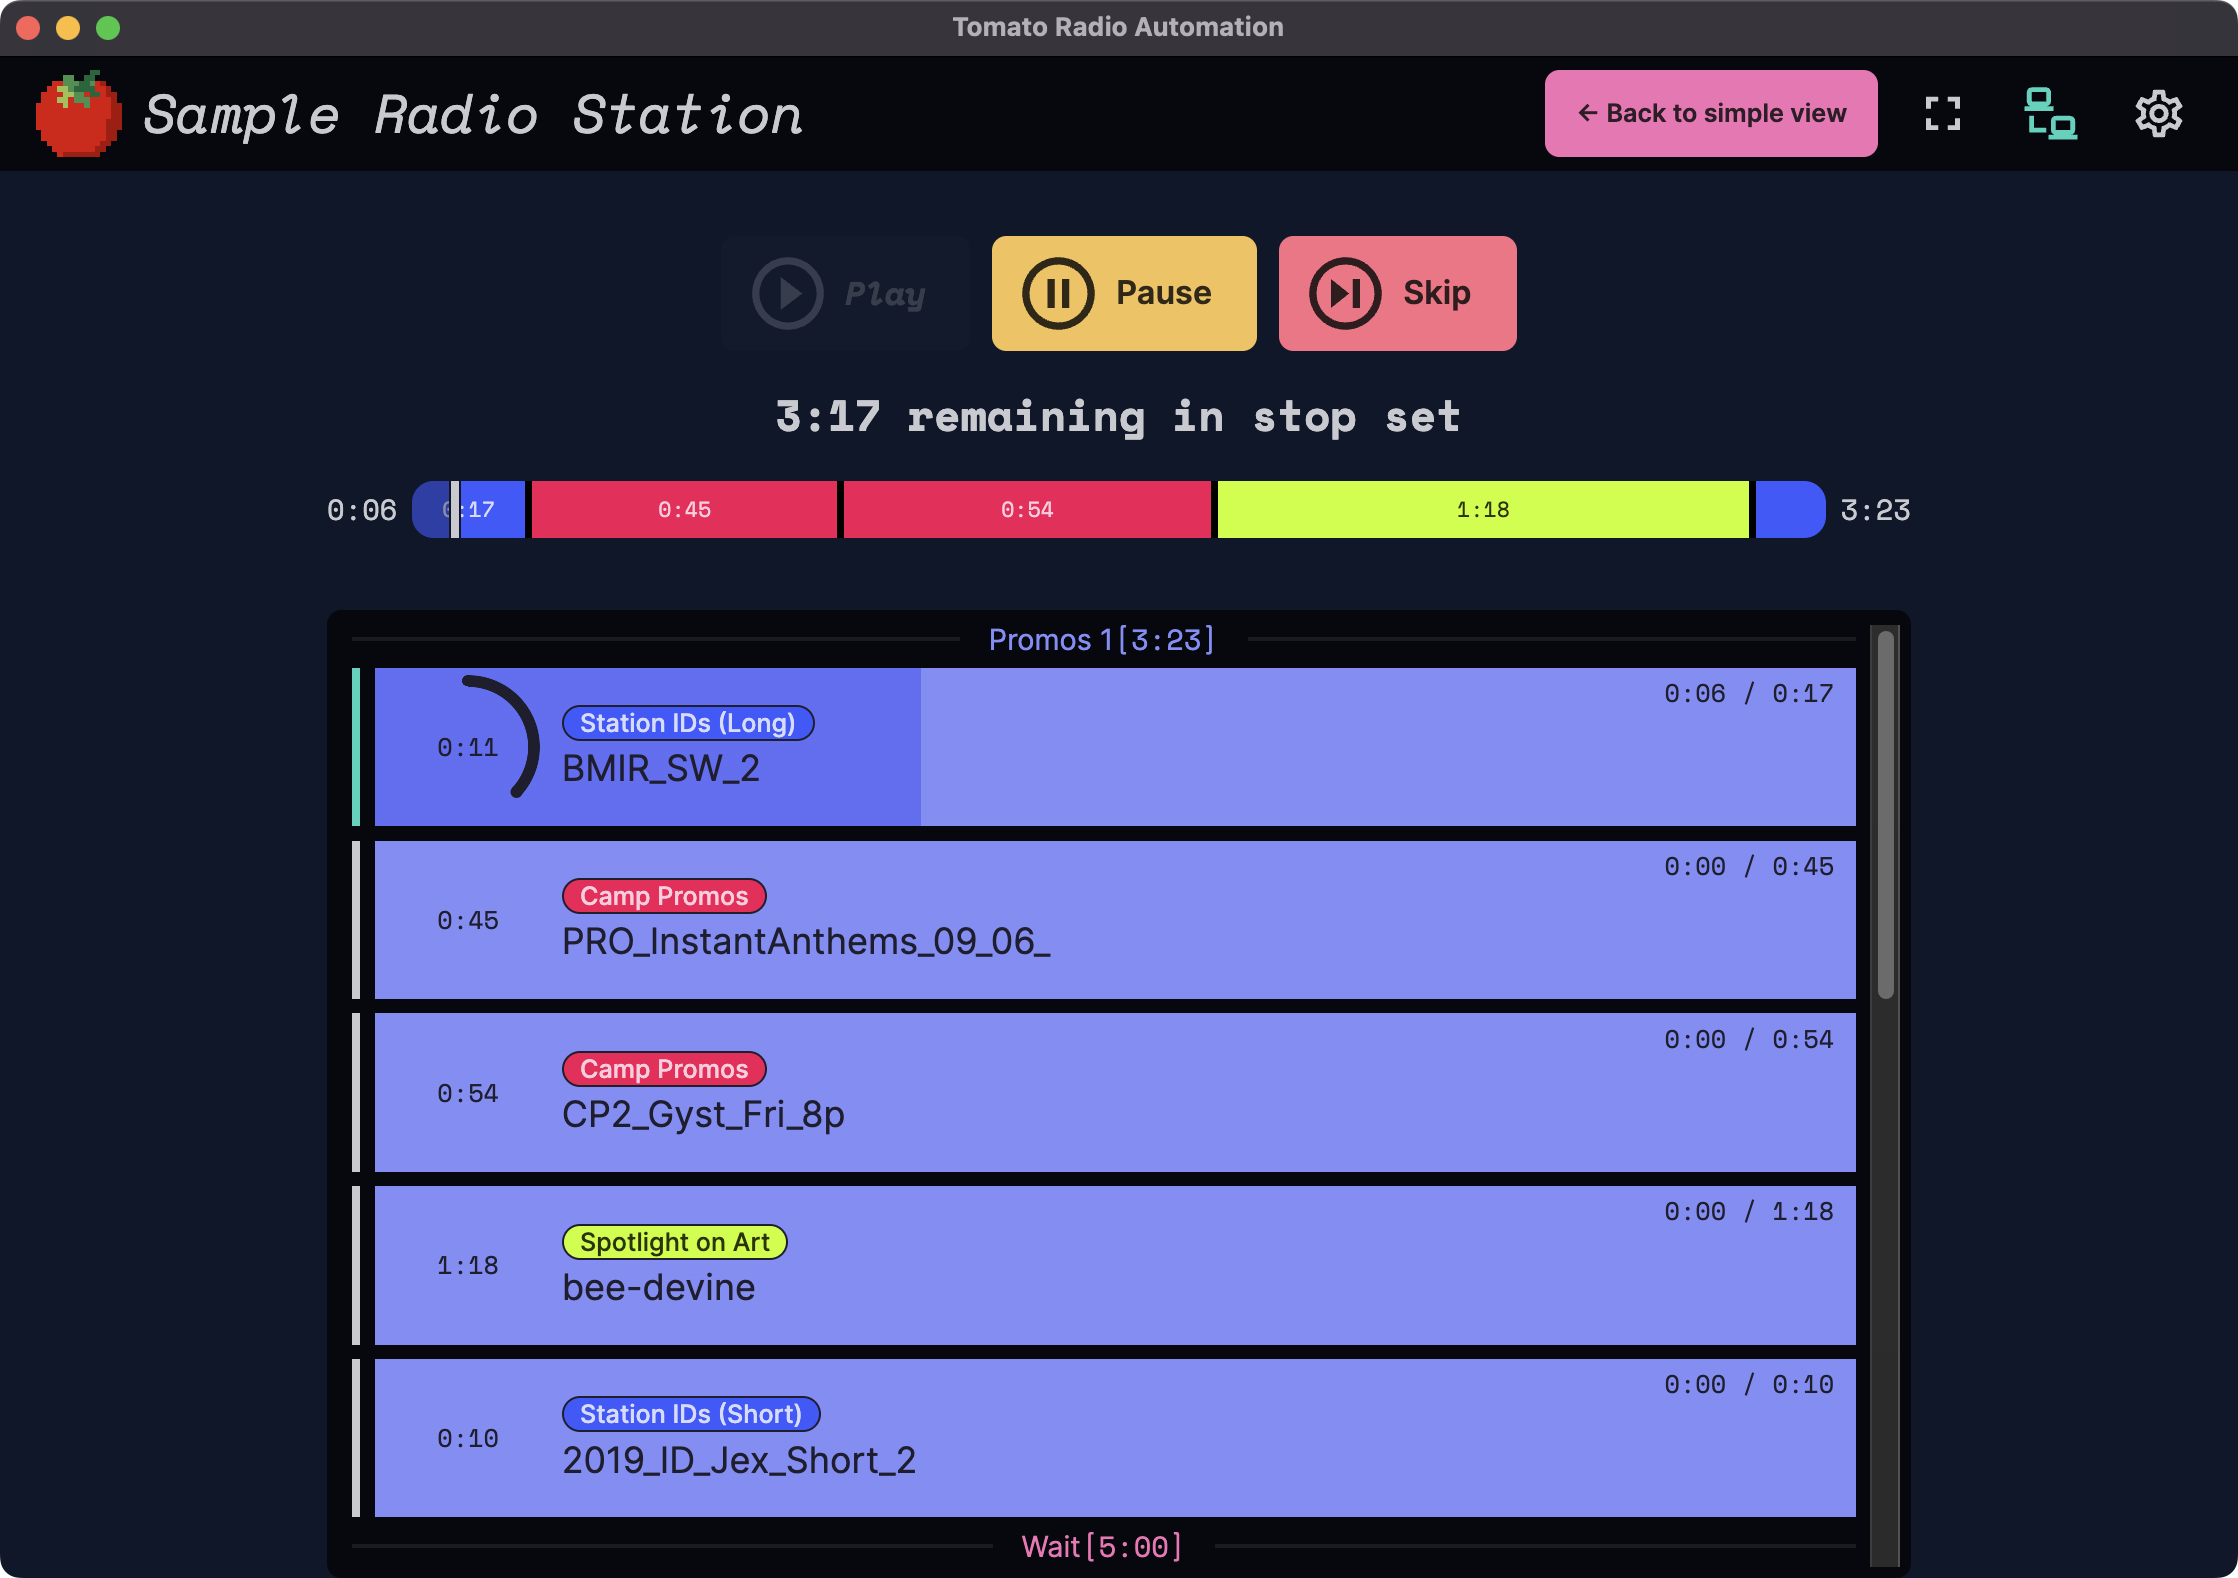 Tomato Radio Automation
Sample Radio Station
← Back to simple view
Play
Pause
Skip
3:17 remaining in stop set
0:06 0:17 0:45 0:54 1:18 3:23
Promos 1[3:23]
0:06 / 0:17
0:11
Station IDs (Long)
BMIR_SW_2
0:00 / 0:45
0:45
Camp Promos
PRO_InstantAnthems_09_06_
0:00 / 0:54
0:54
Camp Promos
CP2_Gyst_Fri_8p
0:00 / 1:18
1:18
Spotlight on Art
bee-devine
0:00 / 0:10
0:10
Station IDs (Short)
2019_ID_Jex_Short_2
Wait[5:00]